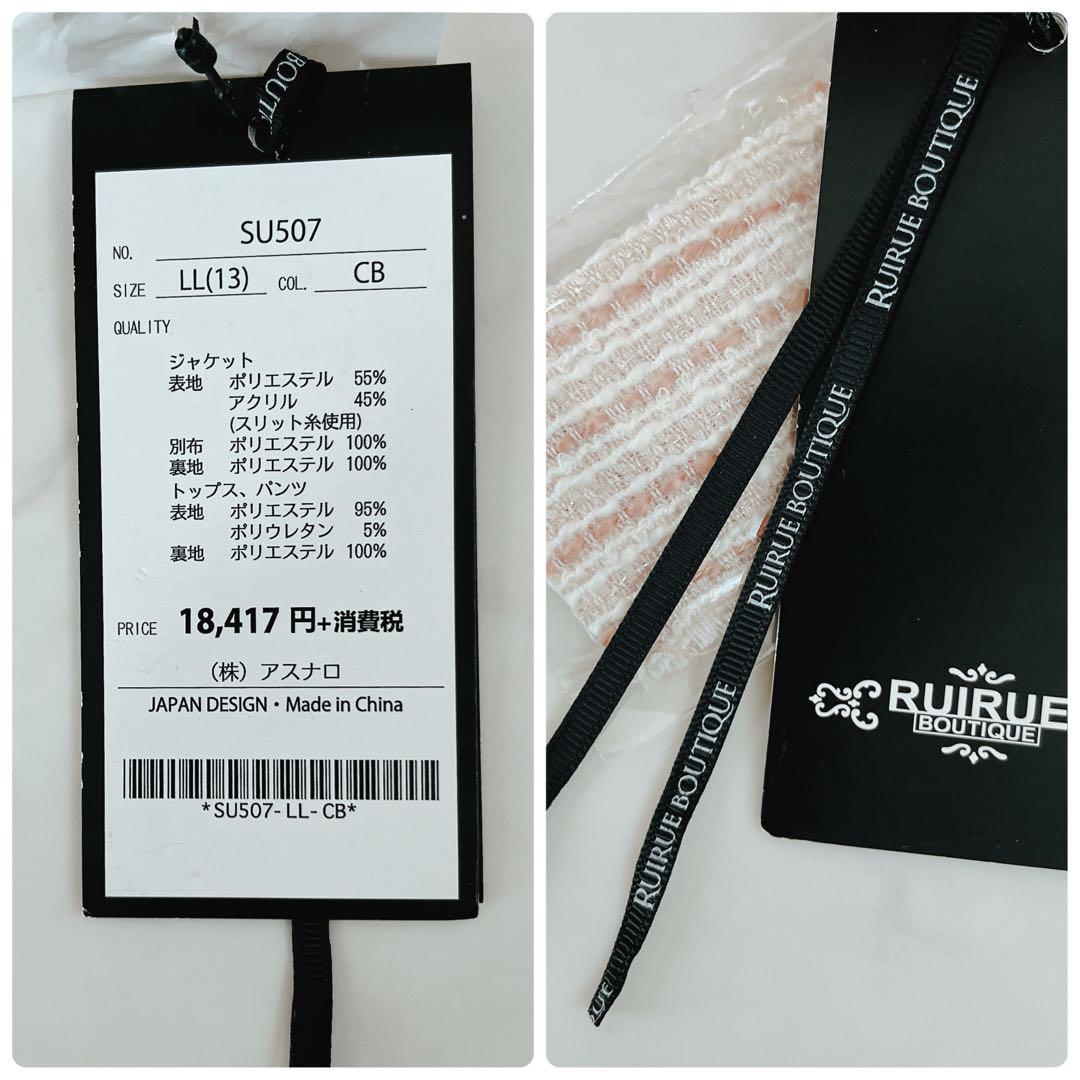 BOUT
NO. SU507
SIZE LL(13) COL. CB
QUALITY
ジャケット
表地 ポリエステル 55%
アクリル 45%
(スリット糸使用)
別布 ポリエステル 100%
裏地 ポリエステル 100%
トップス、パンツ
表地 ポリエステル 95%
ポリウレタン 5%
裏地 ポリエステル 100%
PRICE 18,417 円+消費税
（株）アスナロ
JAPAN DESIGN・Made in China
*SU507-LL-CB*
RUIRUE BOUTIQUE
RUIRUE BOUTIQUE
RUIRUE BOUTIQUE
RUE
RUIRUE
BOUTIQUE